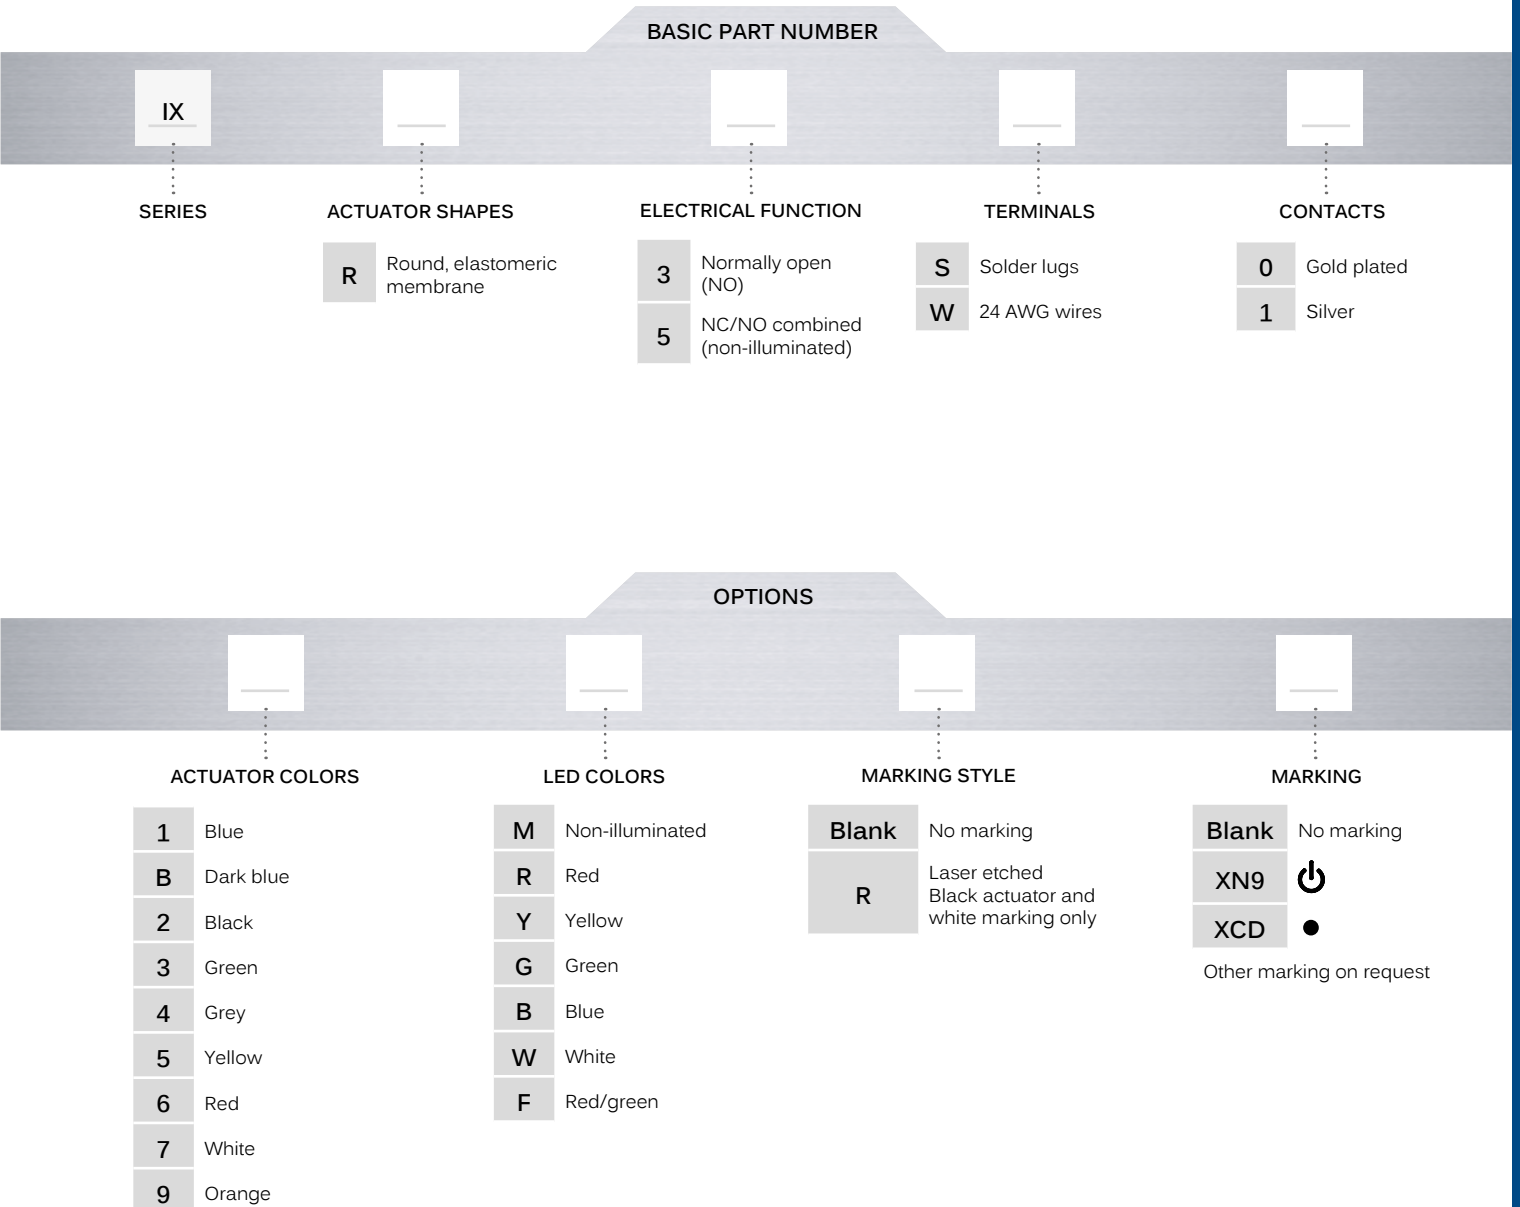 BASIC PART NUMBER
IX
SERIES
ACTUATOR SHAPES
R Round, elastomeric
membrane
ELECTRICAL FUNCTION
3 Normally open
(NO)
5 NC/NO combined
(non-illuminated)
TERMINALS
S Solder lugs
W 24 AWG wires
CONTACTS
0 Gold plated
1 Silver
OPTIONS
ACTUATOR COLORS
1 Blue
B Dark blue
2 Black
3 Green
4 Grey
5 Yellow
6 Red
7 White
9 Orange
LED COLORS
M Non-illuminated
R Red
Y Yellow
G Green
B Blue
W White
F Red/green
MARKING STYLE
Blank No marking
R Laser etched
Black actuator and
white marking only
MARKING
Blank No marking
XN9
XCD
Other marking on request